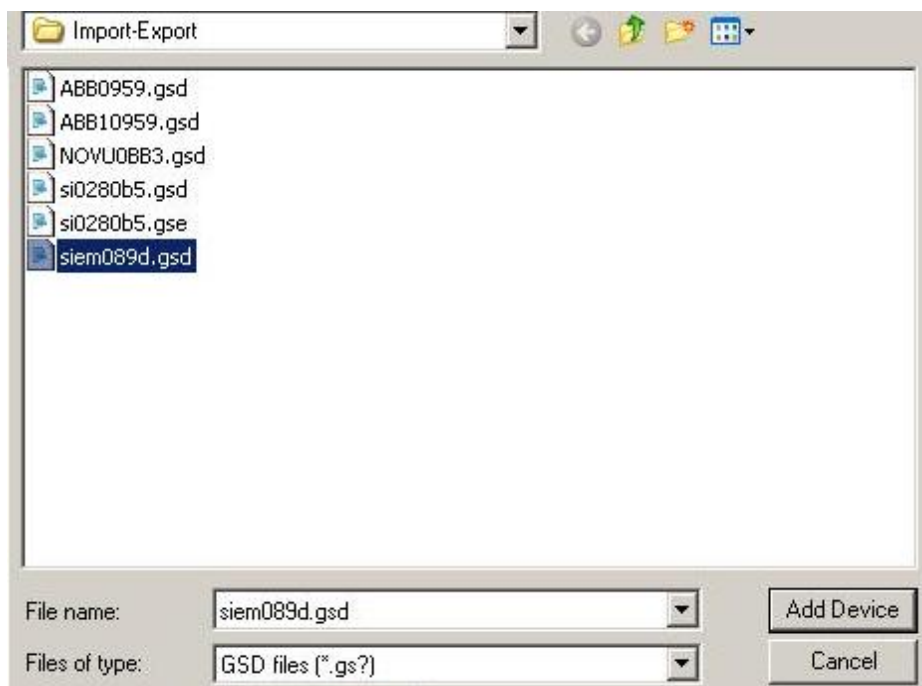 Import-Export
ABB0959.gsd
ABB10959.gsd
NOVU0BB3.gsd
si0280b5.gsd
si0280b5.gse
siem089d.gsd
File name: siem089d.gsd Add Device
Files of type: GSD files (*.gs?) Cancel